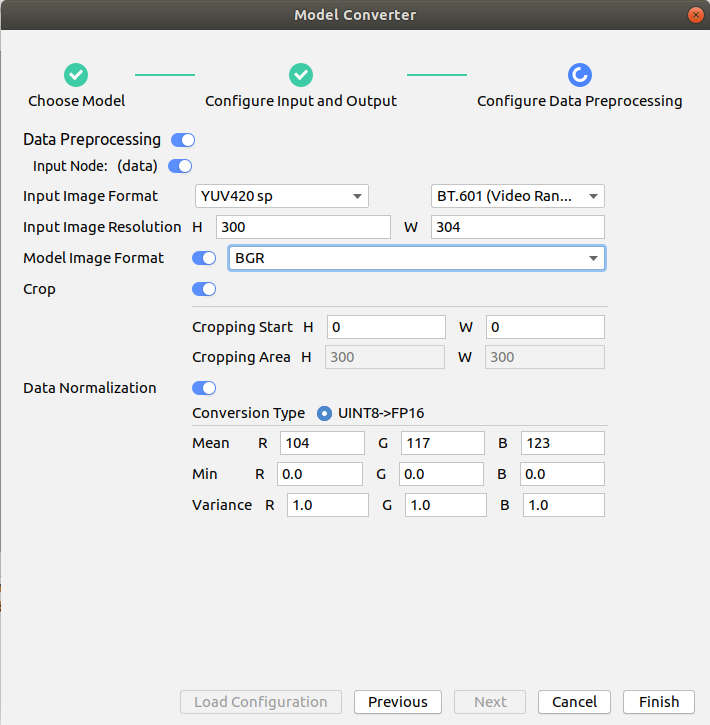 Model Converter
Choose Model Configure Input and Output Configure Data Preprocessing
Data Preprocessing
Input Node: (data)
Input Image Format YUV420 sp BT.601 (Video Ran...
Input Image Resolution H 300 W 304
Model Image Format BGR
Crop
Cropping Start H 0 W 0
Cropping Area H 300 W 300
Data Normalization
Conversion Type UINT8->FP16
Mean R 104 G 117 B 123
Min R 0.0 G 0.0 B 0.0
Variance R 1.0 G 1.0 B 1.0
Load Configuration Previous Next Cancel Finish